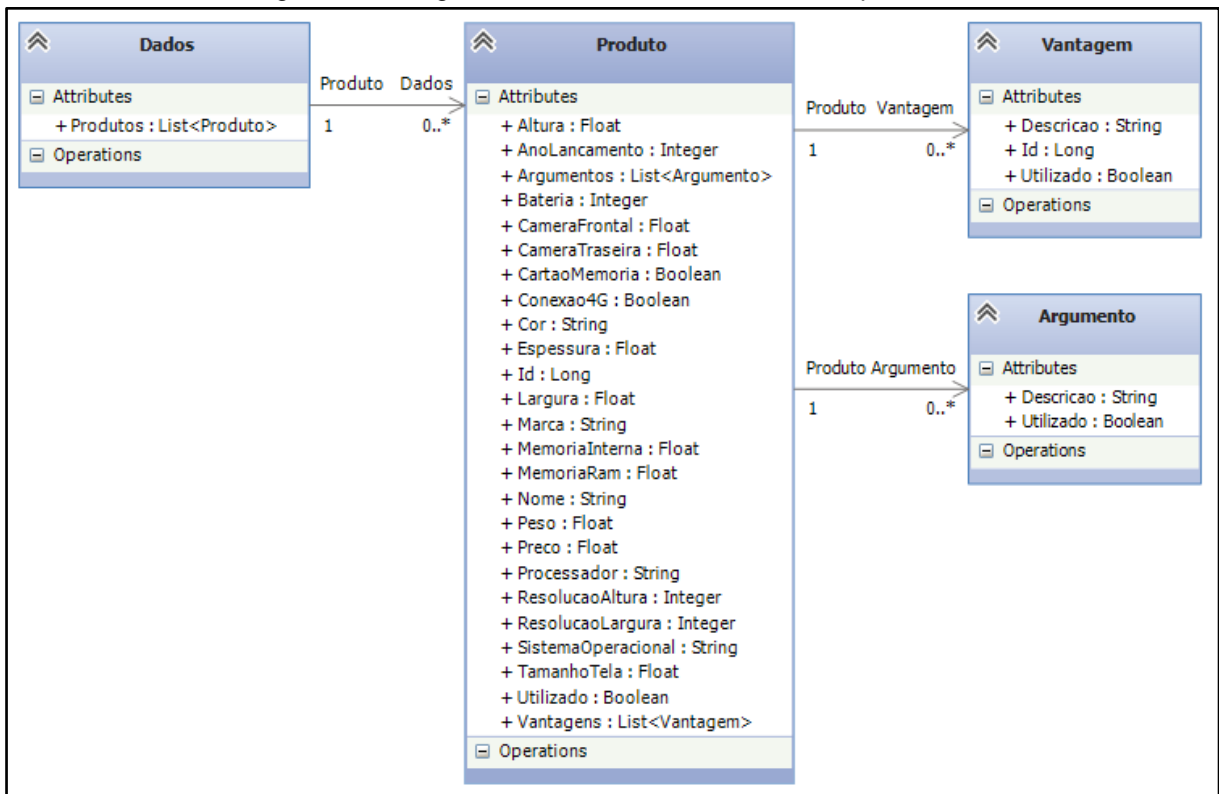 Dados
Attributes
+ Produtos : List<Produto>
Operations
Produto Dados
1 0..*
Produto
Attributes
+ Altura : Float
+ AnoLancamento : Integer
+ Argumentos : List<Argumento>
+ Bateria : Integer
+ CameraFrontal : Float
+ CameraTraseira : Float
+ CartaoMemoria : Boolean
+ Conexao4G : Boolean
+ Cor : String
+ Espessura : Float
+ Id : Long
+ Largura : Float
+ Marca : String
+ MemoriaInterna : Float
+ MemoriaRam : Float
+ Nome : String
+ Peso : Float
+ Preco : Float
+ Processador : String
+ ResolucaoAltura : Integer
+ ResolucaoLargura : Integer
+ SistemaOperacional : String
+ TamanhoTela : Float
+ Utilizado : Boolean
+ Vantagens : List<Vantagem>
Operations
Produto Vantagem
1 0..*
Vantagem
Attributes
+ Descricao : String
+ Id : Long
+ Utilizado : Boolean
Operations
Produto Argumento
1 0..*
Argumento
Attributes
+ Descricao : String
+ Utilizado : Boolean
Operations